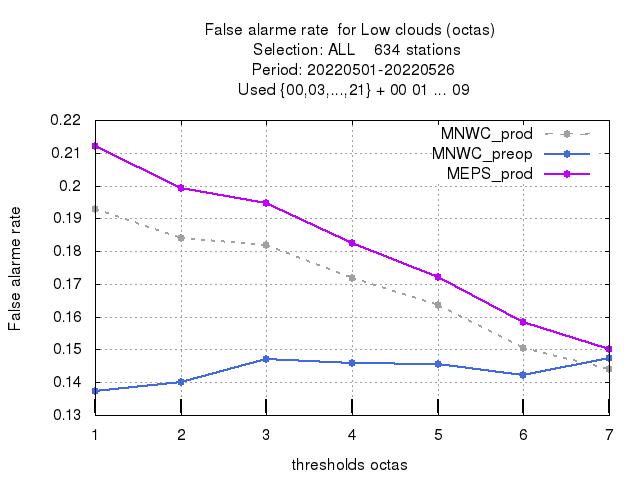 False alarme rate  for Low clouds (octas)
Selection: ALL    634 stations
Period: 20220501-20220526
Used {00,03,...,21} + 00 01 ... 09
MNWC_prod
MNWC_preop
MEPS_prod
False alarme rate
0.22
0.21
0.2
0.19
0.18
0.17
0.16
0.15
0.14
0.13
1 2 3 4 5 6 7
thresholds octas